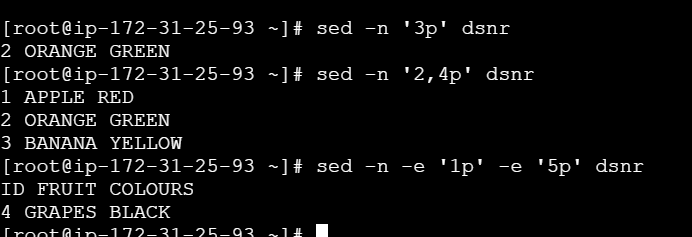 [root@ip-172-31-25-93 ~]# sed -n '3p' dsnr
2 ORANGE GREEN
[root@ip-172-31-25-93 ~]# sed -n '2,4p' dsnr
1 APPLE RED
2 ORANGE GREEN
3 BANANA YELLOW
[root@ip-172-31-25-93 ~]# sed -n -e '1p' -e '5p' dsnr
ID FRUIT COLOURS
4 GRAPES BLACK
[root@ip-172-31-25-93 ~]#